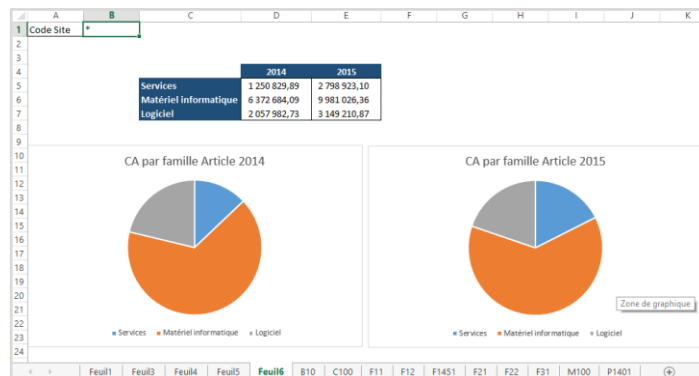 A B C D E F G H I J K
1 Code Site *
2
3
4 2014 2015
5 Services 1 250 829,89 2 798 923,10
6 Matériel informatique 6 372 684,09 9 981 026,36
7 Logiciel 2 057 982,73 3 149 210,87
8
9
10 CA par famille Article 2014 CA par famille Article 2015
11
12
13
14
15
16
17
18
19
20
21 Zone de graphique
22
23 Services Matériel informatique Logiciel Services Matériel informatique Logiciel
24
Feuil1 Feuil3 Feuil4 Feuil5 Feuil6 B10 C100 F11 F12 F1451 F21 F22 F31 M100 P1401